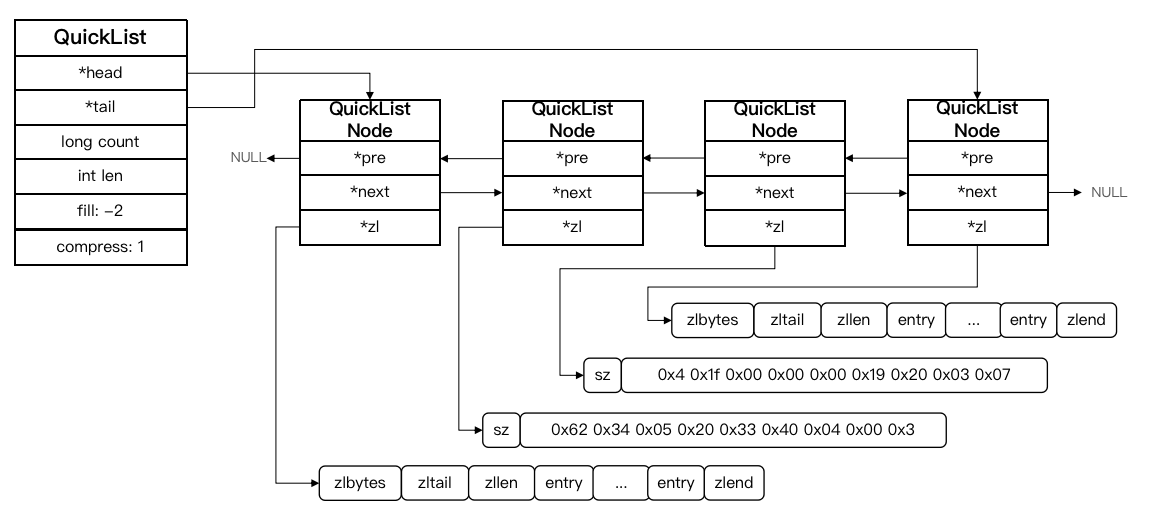 QuickList
*head
*tail
long count
int len
fill: -2
compress: 1
QuickList
Node
*pre
*next
*zl
QuickList
Node
*pre
*next
*zl
QuickList
Node
*pre
*next
*zl
QuickList
Node
*pre
*next
*zl
NULL
NULL
zlbytes zltail zllen entry ... entry zlend
sz 0x4 0x1f 0x00 0x00 0x00 0x19 0x20 0x03 0x07
sz 0x62 0x34 0x05 0x20 0x33 0x40 0x04 0x00 0x3
zlbytes zltail zllen entry ... entry zlend